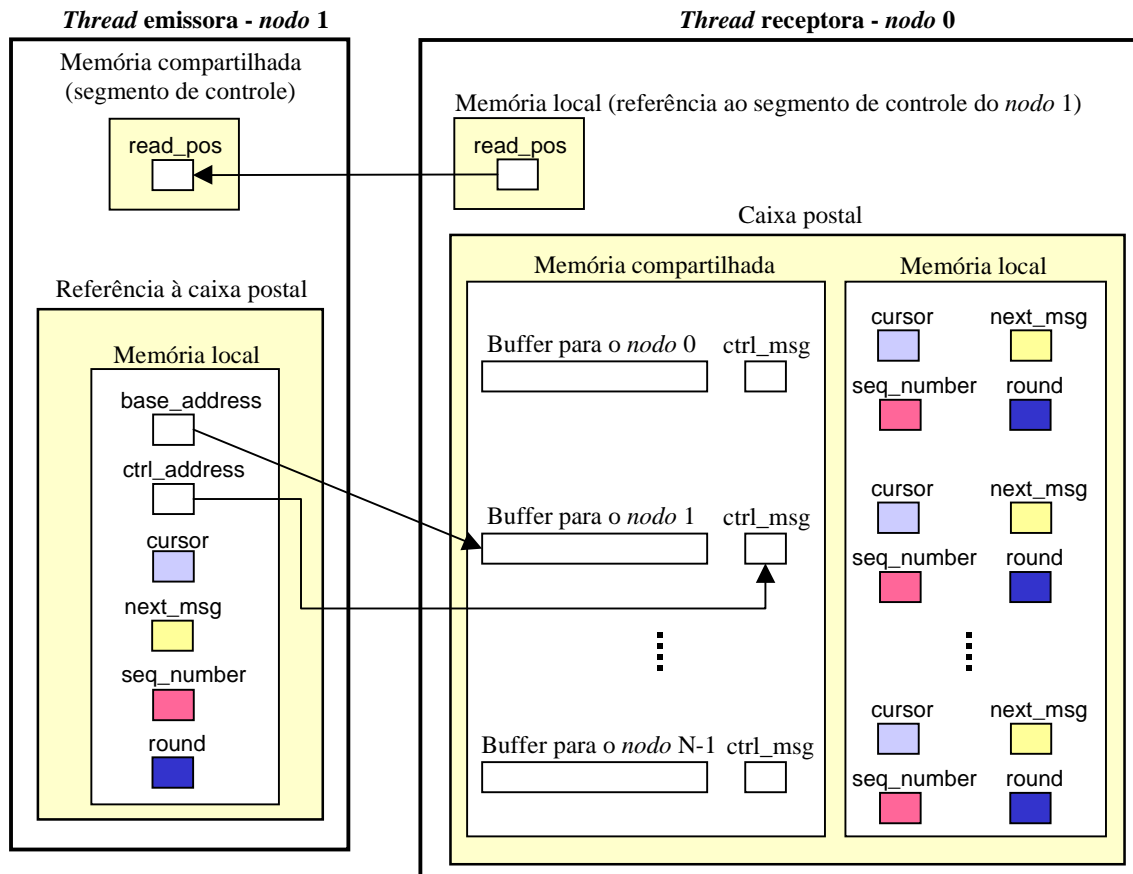 Thread emissora - nodo 1
Memória compartilhada
(segmento de controle)
read_pos
Referência à caixa postal
Memória local
base_address
ctrl_address
cursor
next_msg
seq_number
round
Thread receptora - nodo 0
Memória local (referência ao segmento de controle do nodo 1)
read_pos
Caixa postal
Memória compartilhada
Buffer para o nodo 0 ctrl_msg
Buffer para o nodo 1 ctrl_msg
Buffer para o nodo N-1 ctrl_msg
Memória local
cursor next_msg
seq_number round
cursor next_msg
seq_number round
cursor next_msg
seq_number round